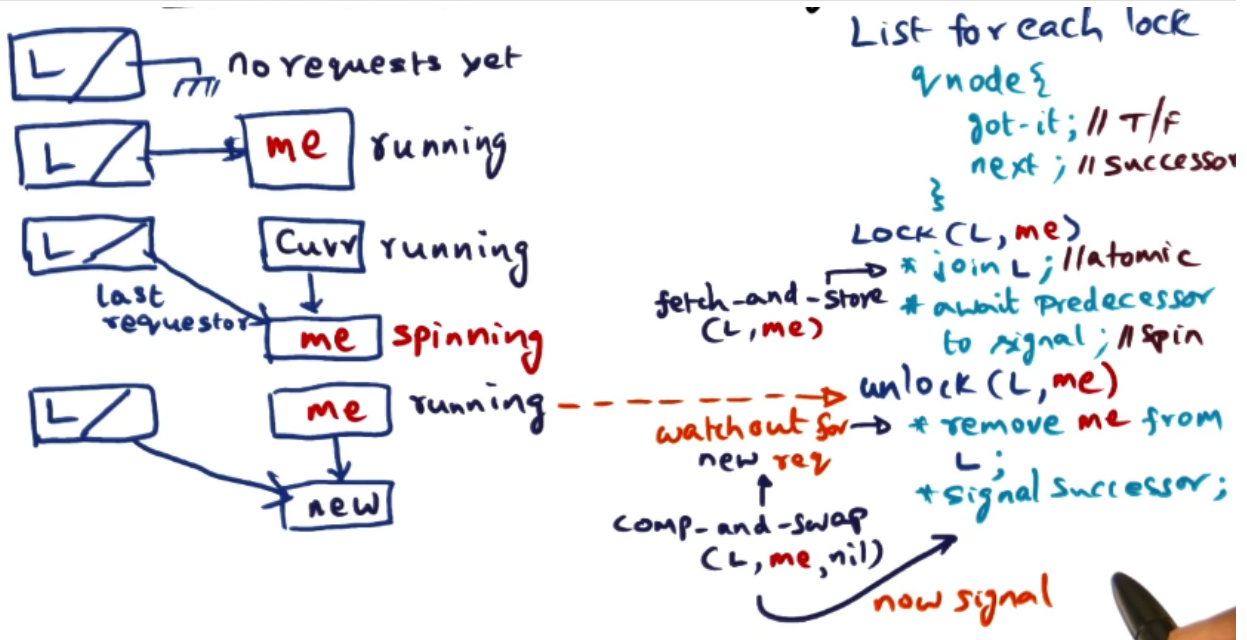 L
no requests yet
L
me
running
L
Curr
running
last
requestor
me
spinning
L
me
running
new
List for each lock
qnode {
got-it; // T/F
next; // successor
}
LOCK (L, me)
* join L; // atomic
fetch-and-store
(L, me)
* await predecessor
to signal; // spin
unlock (L, me)
watch out for
new req
* remove me from
L;
* signal successor;
comp-and-swap
(L, me, nil)
now signal